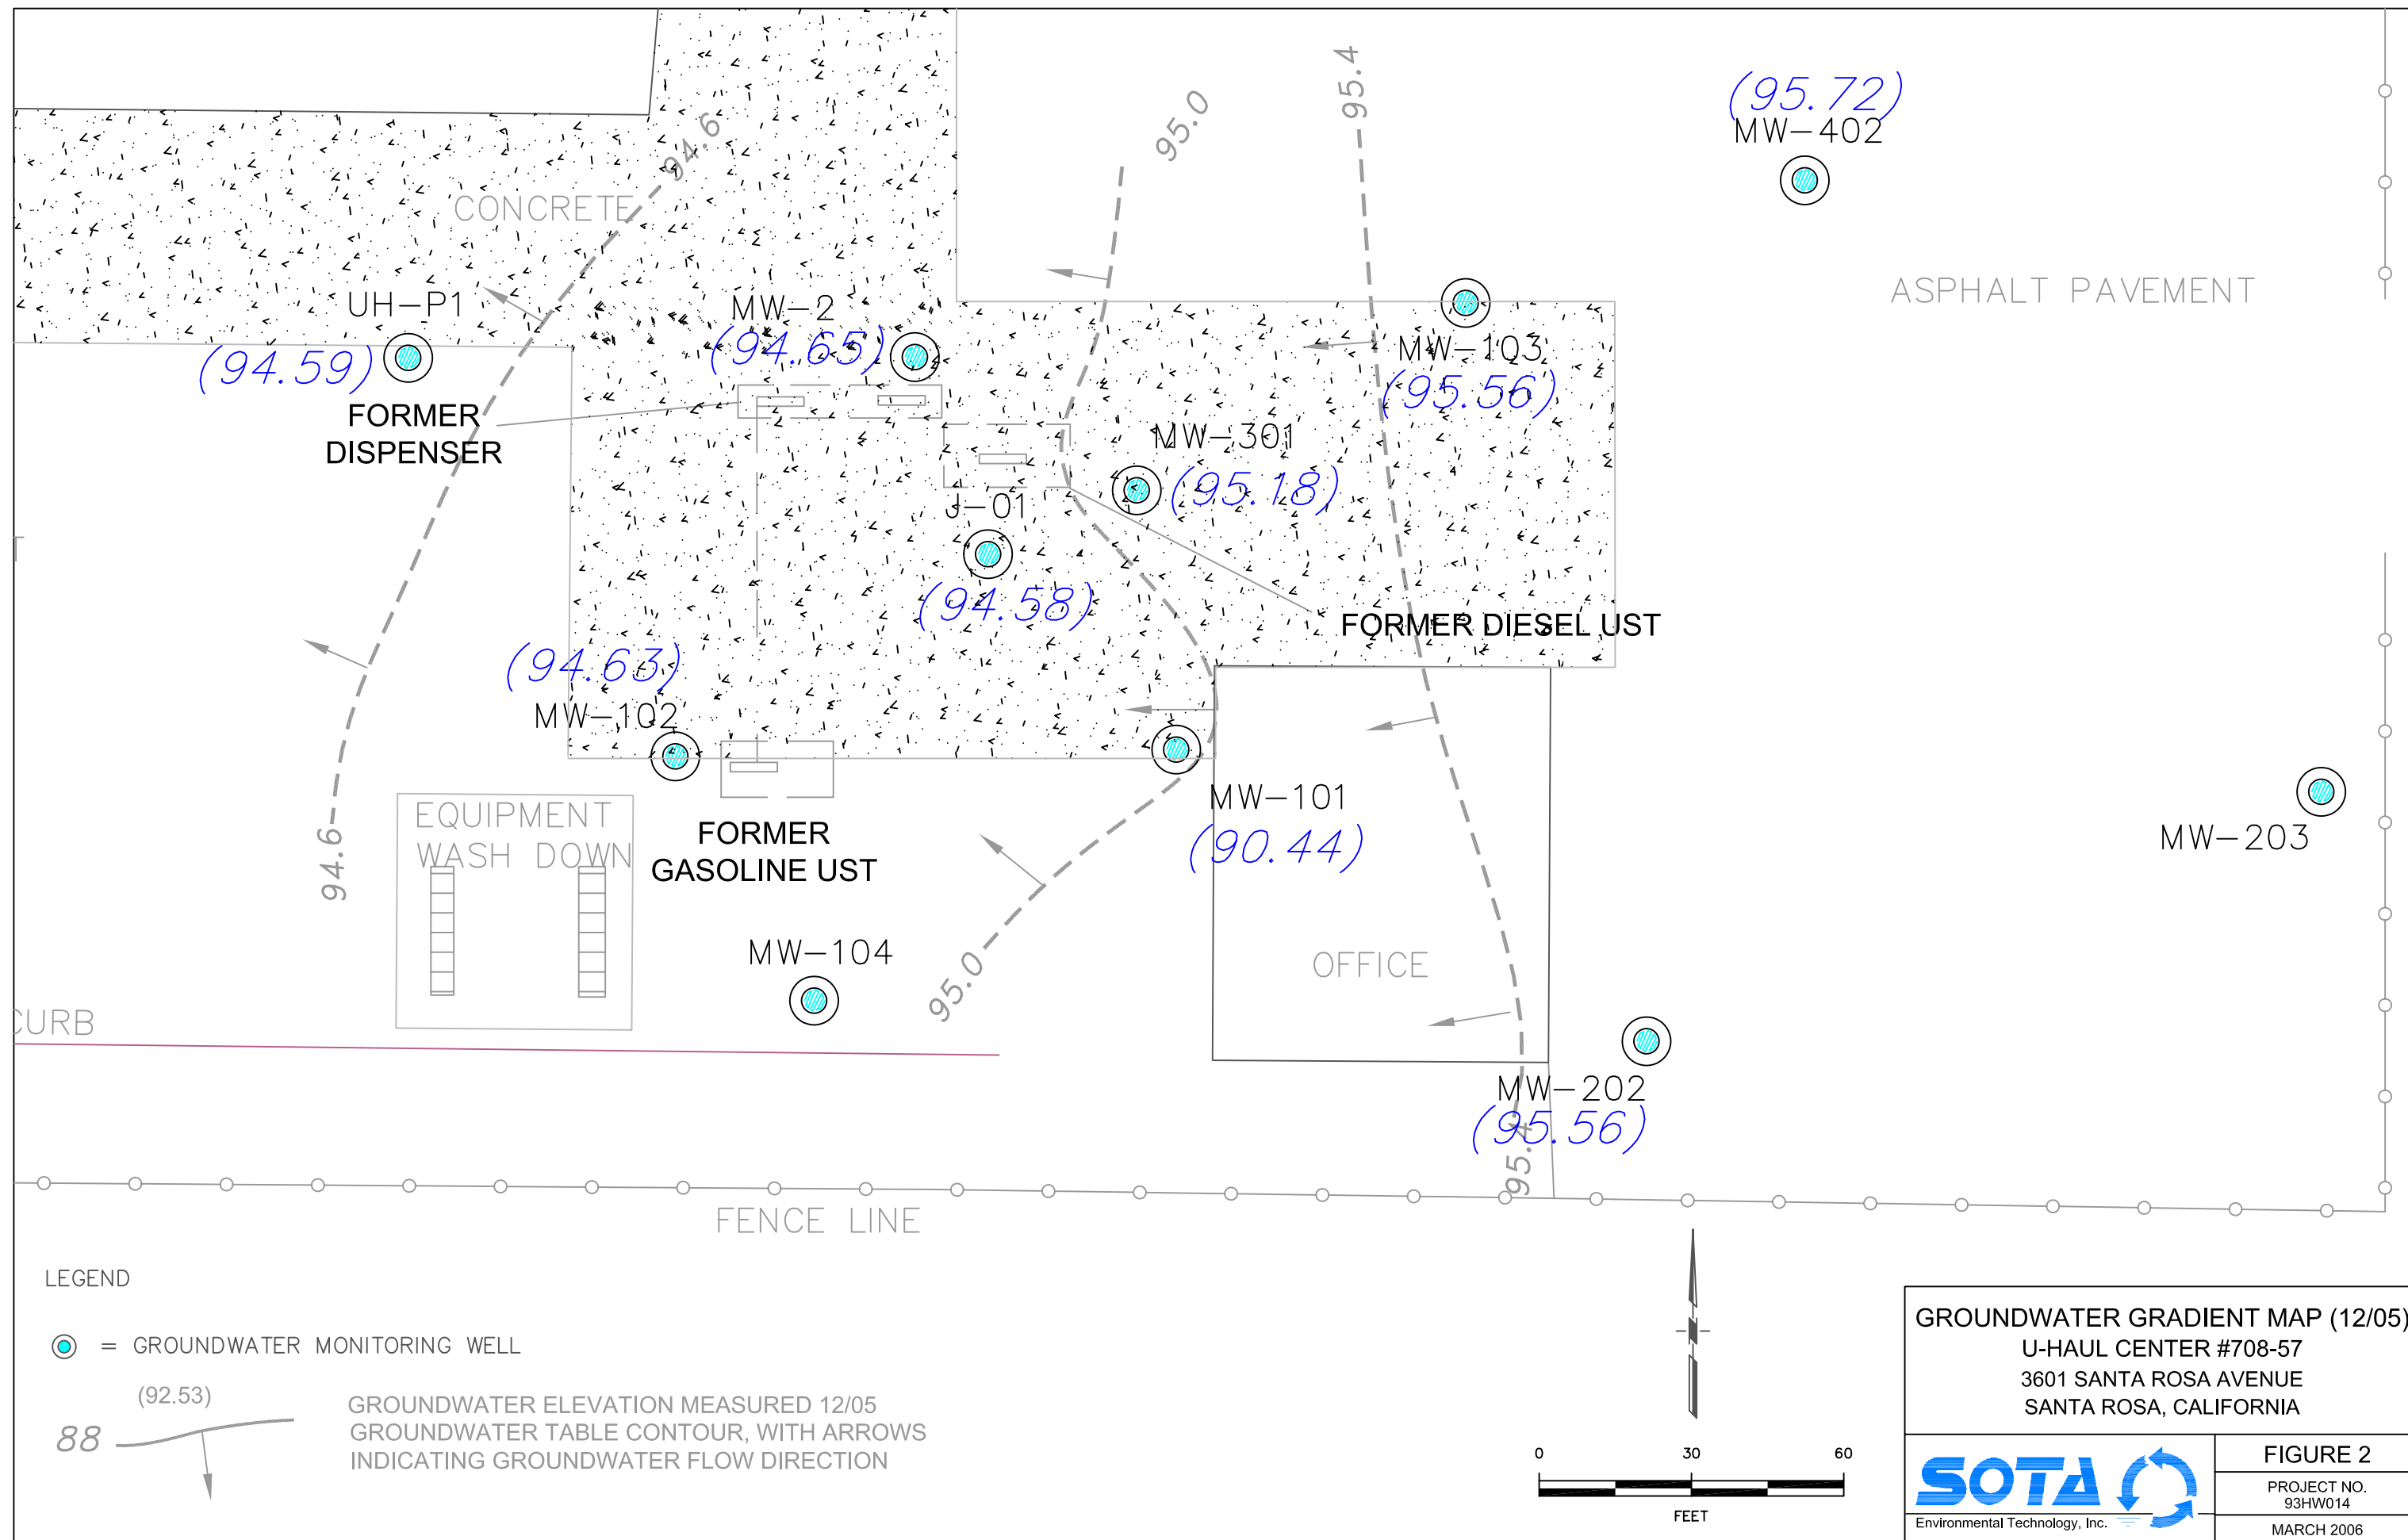 95.4
(95.72)
MW-402
95.0
94.6
CONCRETE
ASPHALT PAVEMENT
UH-P1
(94.59)
MW-2
(94.65)
MW-103
(95.56)
FORMER
DISPENSER
MW-301
(95.18)
J-01
(94.58)
FORMER DIESEL UST
(94.63)
MW-102
MW-101
(90.44)
MW-203
EQUIPMENT
WASH DOWN
94.6
FORMER
GASOLINE UST
MW-104
95.0
OFFICE
CURB
MW-202
(95.56)
95.4
FENCE LINE
LEGEND
= GROUNDWATER MONITORING WELL
(92.53)
88
GROUNDWATER ELEVATION MEASURED 12/05
GROUNDWATER TABLE CONTOUR, WITH ARROWS
INDICATING GROUNDWATER FLOW DIRECTION
N
0 30 60
FEET
GROUNDWATER GRADIENT MAP (12/05)
U-HAUL CENTER #708-57
3601 SANTA ROSA AVENUE
SANTA ROSA, CALIFORNIA
SOTA
Environmental Technology, Inc.
FIGURE 2
PROJECT NO.
93HW014
MARCH 2006